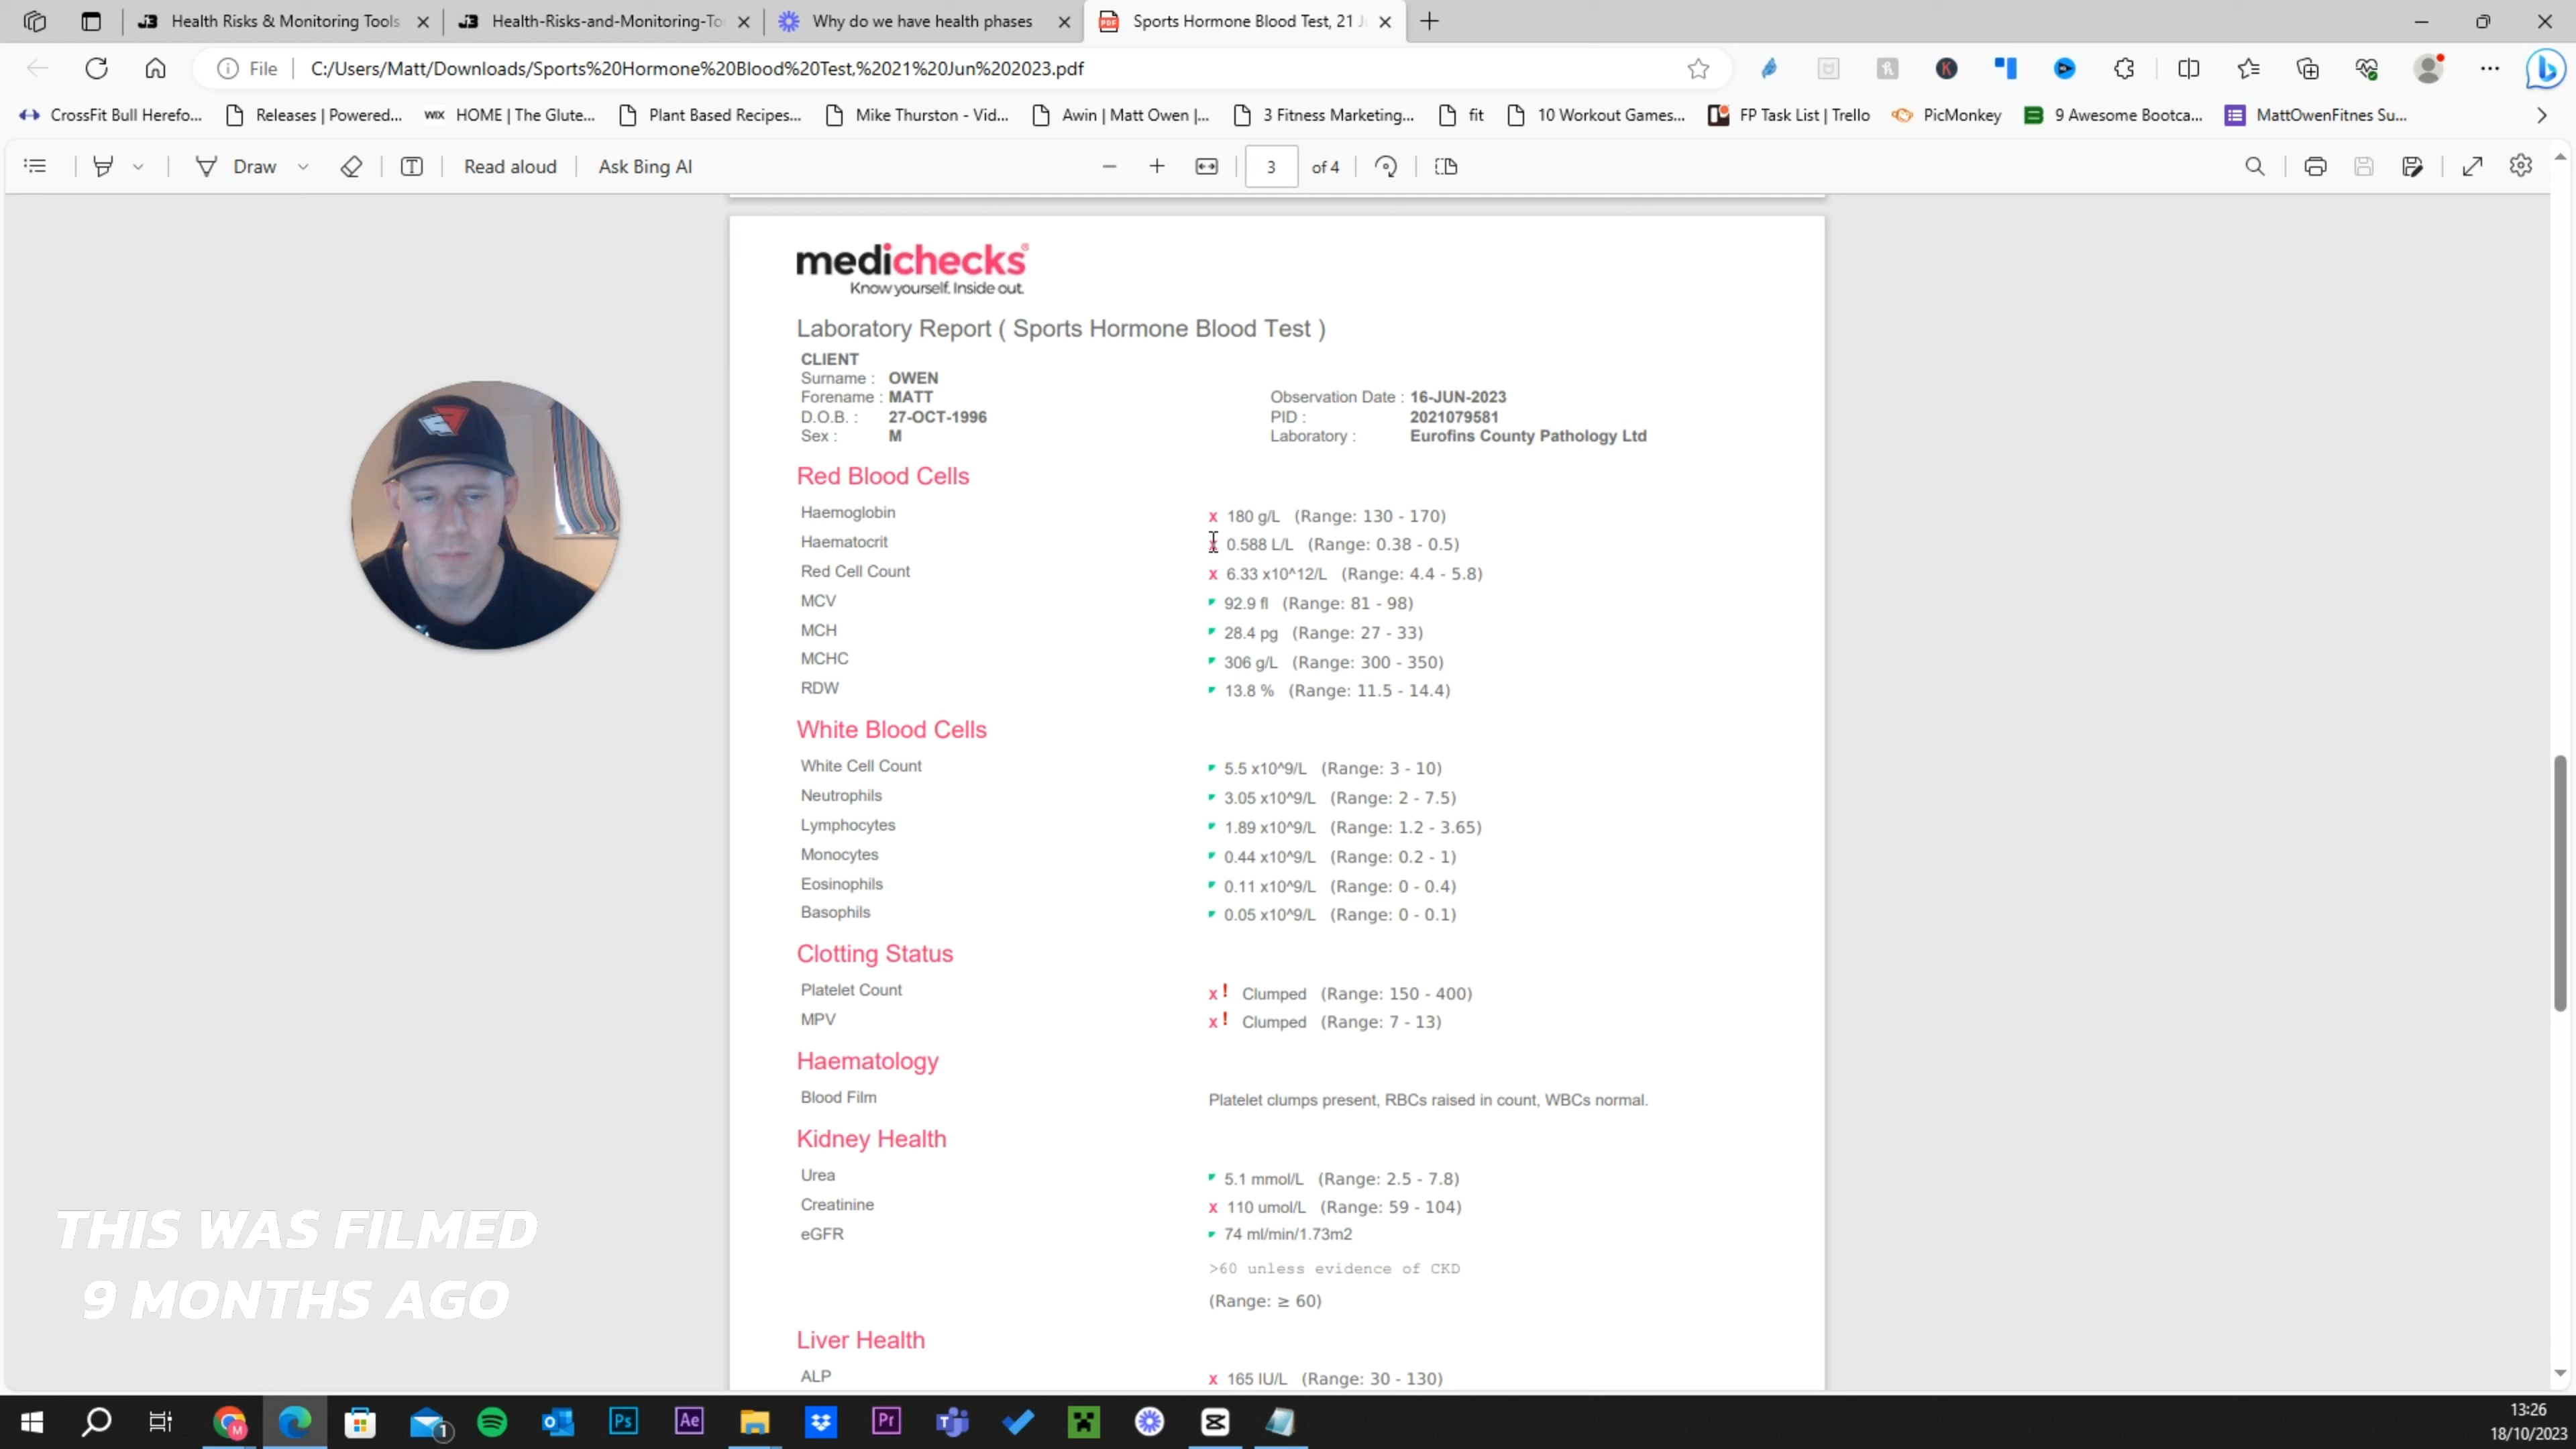 Health Risks & Monitoring Tools
Health-Risks-and-Monitoring-To
Why do we have health phases
Sports Hormone Blood Test, 21 J
File C:/Users/Matt/Downloads/Sports%20Hormone%20Blood%20Test,%2021%20Jun%202023.pdf
CrossFit Bull Herefo... Releases | Powered... WIX HOME | The Glute... Plant Based Recipes... Mike Thurston - Vid... Awin | Matt Owen |... 3 Fitness Marketing... fit 10 Workout Games... FP Task List | Trello PicMonkey 9 Awesome Bootca... MattOwenFitnes Su...
Draw Read aloud Ask Bing AI 3 of 4
medichecks
Know yourself. Inside out.
Laboratory Report ( Sports Hormone Blood Test )
CLIENT
Surname : OWEN
Forename : MATT Observation Date : 16-JUN-2023
D.O.B. : 27-OCT-1996 PID : 2021079581
Sex : M Laboratory : Eurofins County Pathology Ltd
Red Blood Cells
Haemoglobin x 180 g/L (Range: 130 - 170)
Haematocrit x 0.588 L/L (Range: 0.38 - 0.5)
Red Cell Count x 6.33 x10^12/L (Range: 4.4 - 5.8)
MCV 92.9 fl (Range: 81 - 98)
MCH 28.4 pg (Range: 27 - 33)
MCHC 306 g/L (Range: 300 - 350)
RDW 13.8 % (Range: 11.5 - 14.4)
White Blood Cells
White Cell Count 5.5 x10^9/L (Range: 3 - 10)
Neutrophils 3.05 x10^9/L (Range: 2 - 7.5)
Lymphocytes 1.89 x10^9/L (Range: 1.2 - 3.65)
Monocytes 0.44 x10^9/L (Range: 0.2 - 1)
Eosinophils 0.11 x10^9/L (Range: 0 - 0.4)
Basophils 0.05 x10^9/L (Range: 0 - 0.1)
Clotting Status
Platelet Count x ! Clumped (Range: 150 - 400)
MPV x ! Clumped (Range: 7 - 13)
Haematology
Blood Film Platelet clumps present, RBCs raised in count, WBCs normal.
Kidney Health
Urea 5.1 mmol/L (Range: 2.5 - 7.8)
Creatinine x 110 umol/L (Range: 59 - 104)
eGFR 74 ml/min/1.73m2
>60 unless evidence of CKD
(Range: ≥ 60)
Liver Health
ALP x 165 IU/L (Range: 30 - 130)
THIS WAS FILMED
9 MONTHS AGO
13:26
18/10/2023